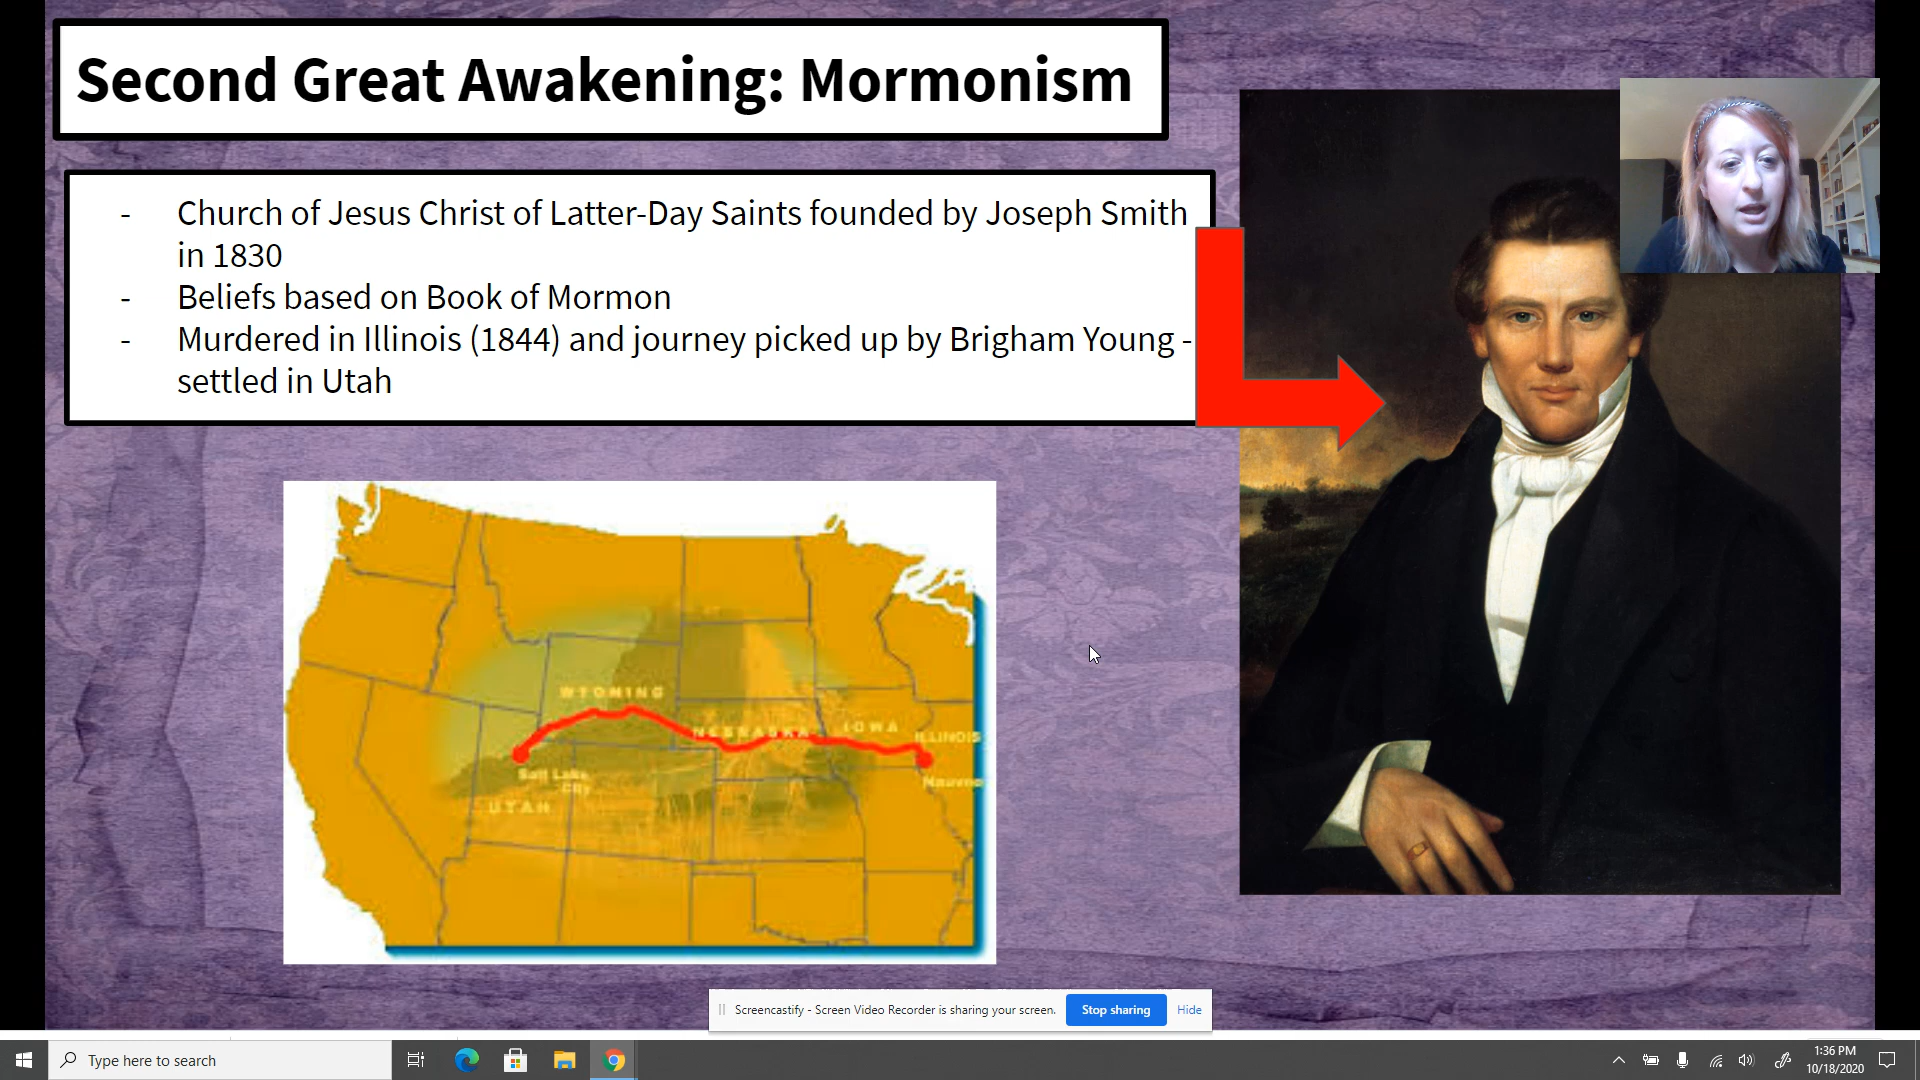 Second Great Awakening: Mormonism
- Church of Jesus Christ of Latter-Day Saints founded by Joseph Smith
in 1830
- Beliefs based on Book of Mormon
- Murdered in Illinois (1844) and journey picked up by Brigham Young -
settled in Utah
WYOMING
NEBRASKA
IOWA
ILLINOIS
Salt Lake
City
Nauvoo
UTAH
Screencastify - Screen Video Recorder is sharing your screen.
Stop sharing
Hide
Type here to search
1:36 PM
10/18/2020